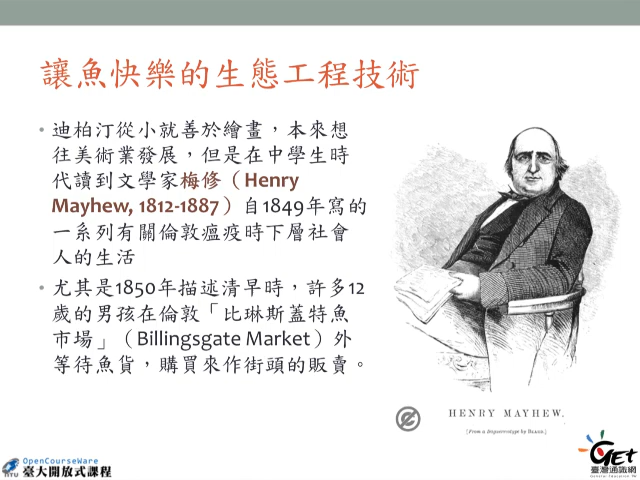 讓魚快樂的生態工程技術
• 迪柏汀從小就善於繪畫，本來想
往美術業發展，但是在中學生時
代讀到文學家梅修（Henry
Mayhew, 1812-1887）自1849年寫的
一系列有關倫敦瘟疫時下層社會
人的生活
• 尤其是1850年描述清早時，許多12
歲的男孩在倫敦「比琳斯蓋特魚
市場」（Billingsgate Market）外
等待魚貨，購買來作街頭的販賣。
HENRY MAYHEW.
[From a Daguerreotype by BEARD.]
OpenCourseWare
NTU 臺大開放式課程
GET
臺灣通識網
General Education TW